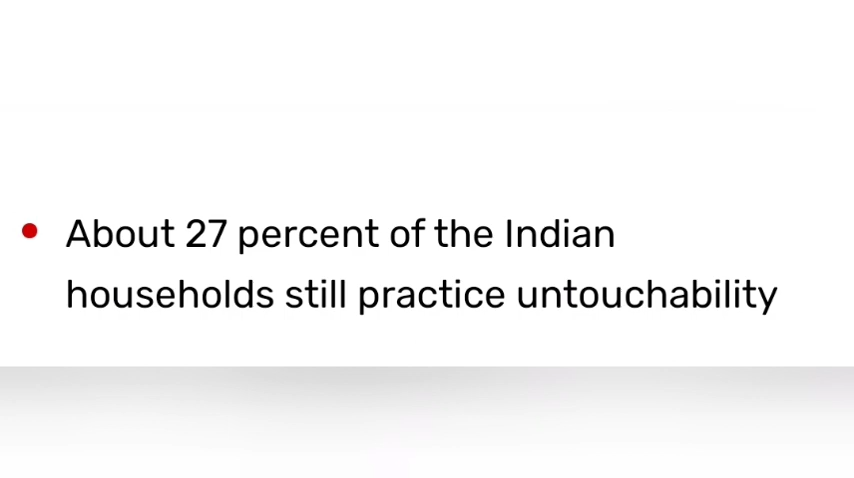 About 27 percent of the Indian
households still practice untouchability